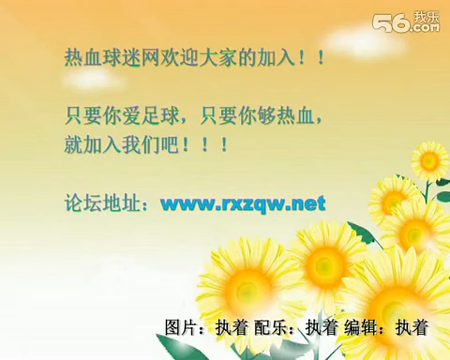 56我乐
.com
热血球迷网欢迎大家的加入！！
只要你爱足球，只要你够热血，
就加入我们吧！！！
论坛地址：www.rxzqw.net
图片：执着 配乐：执着 编辑：执着